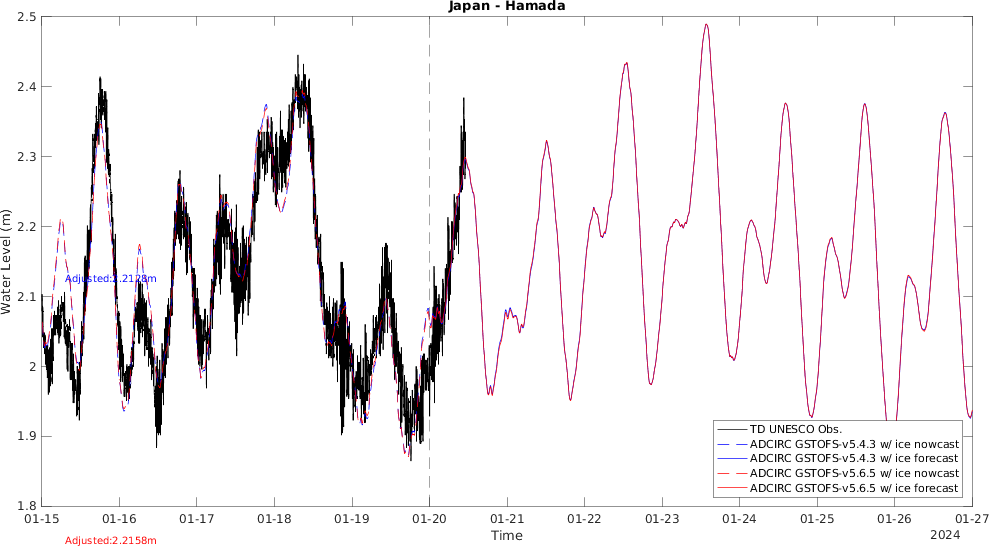 Japan - Hamada
2.5
2.4
2.3
2.2
2.1
2
1.9
1.8
Water Level (m)
Adjusted:2.2128m
TD UNESCO Obs.
ADCIRC GSTOFS-v5.4.3 w/ ice nowcast
ADCIRC GSTOFS-v5.4.3 w/ ice forecast
ADCIRC GSTOFS-v5.6.5 w/ ice nowcast
ADCIRC GSTOFS-v5.6.5 w/ ice forecast
01-15 01-16 01-17 01-18 01-19 01-20 01-21 01-22 01-23 01-24 01-25 01-26 01-27
Time
2024
Adjusted:2.2158m